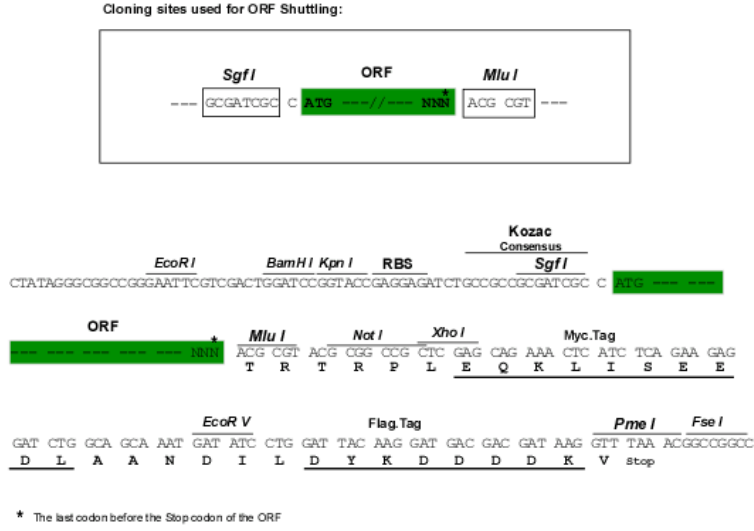 Cloning sites used for ORF Shuttling:
Sgf I ORF Mlu I
--- GCGATCGC C ATG ---//--- NNN* ACG CGT ---
Kozac
Consensus
EcoR I BamH I Kpn I RBS Sgf I
CTATAGGGCGGCCGGGAATTCGTCGACTGGATCCGGTACCGAGGAGATCTGCCGCCGCGATCGC C ATG --- ---
ORF Mlu I Not I Xho I Myc.Tag
--- --- --- --- --- --- NNN* ACG CGT ACG CGG CCG CTC GAG CAG AAA CTC ATC TCA GAA GAG
T R T R P L E Q K L I S E E
EcoR V Flag.Tag Pme I Fse I
GAT CTG GCA GCA AAT GAT ATC CTG GAT TAC AAG GAT GAC GAC GAT AAG GTT TAA ACGGCCGGCC
D L A A N D I L D Y K D D D D K V Stop
* The last codon before the Stop codon of the ORF